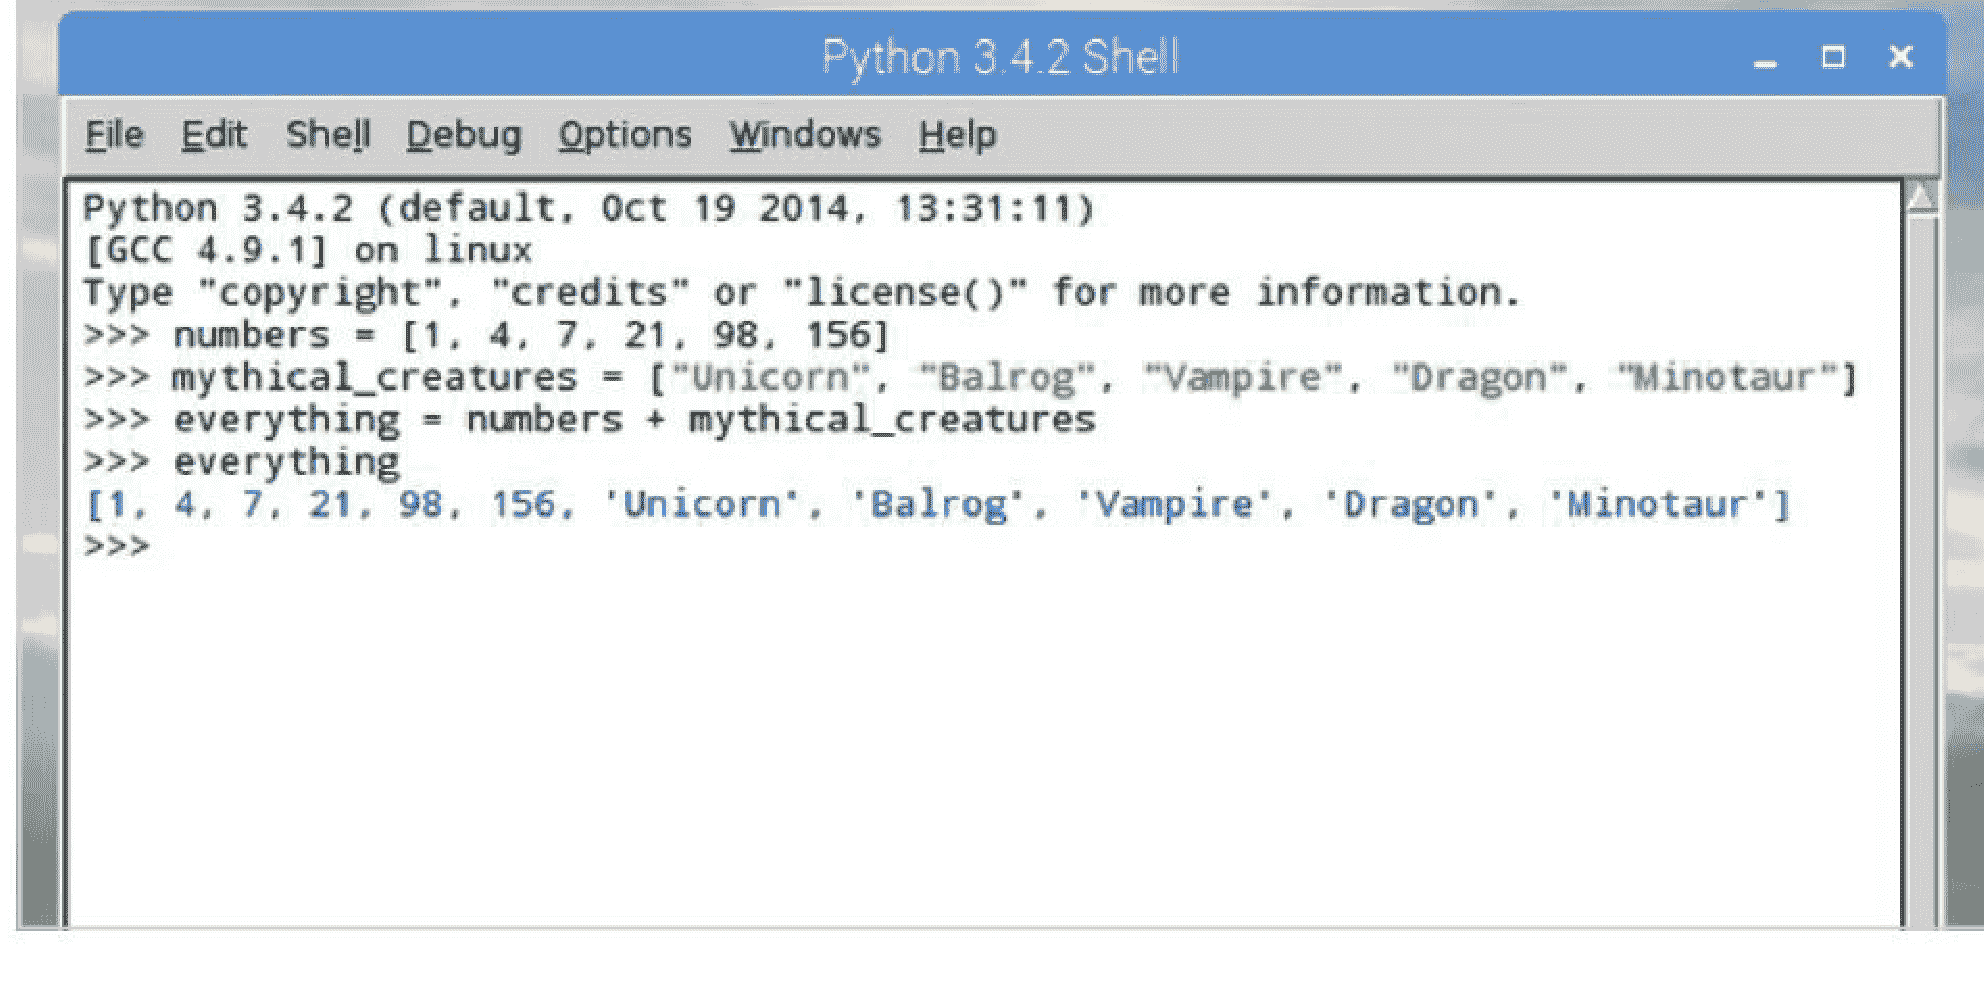 Python 3.4.2 Shell
File Edit Shell Debug Options Windows Help
Python 3.4.2 (default, Oct 19 2014, 13:31:11)
[GCC 4.9.1] on linux
Type "copyright", "credits" or "license()" for more information.
>>> numbers = [1, 4, 7, 21, 98, 156]
>>> mythical_creatures = ["Unicorn", "Balrog", "Vampire", "Dragon", "Minotaur"]
>>> everything = numbers + mythical_creatures
>>> everything
[1, 4, 7, 21, 98, 156, 'Unicorn', 'Balrog', 'Vampire', 'Dragon', 'Minotaur']
>>>